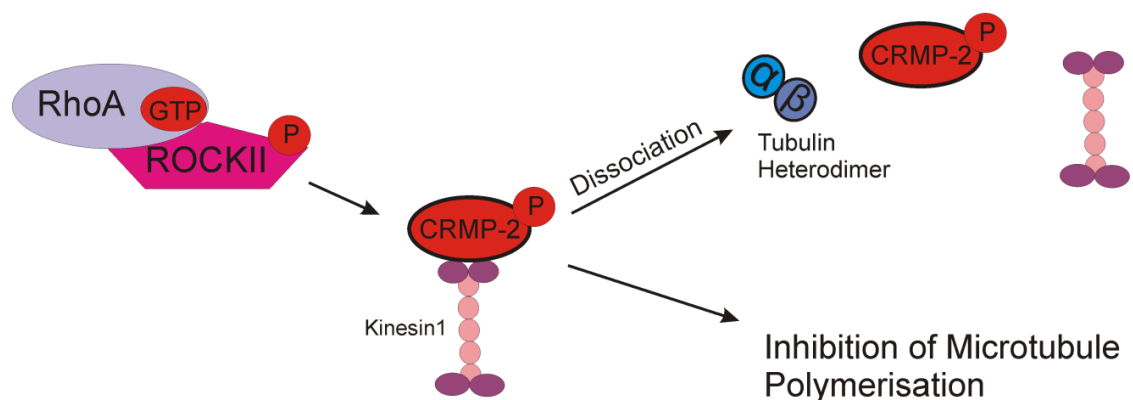 RhoA
GTP
ROCKII
P
CRMP-2
P
Kinesin1
Dissociation
α
β
Tubulin
Heterodimer
CRMP-2
P
Inhibition of Microtubule
Polymerisation